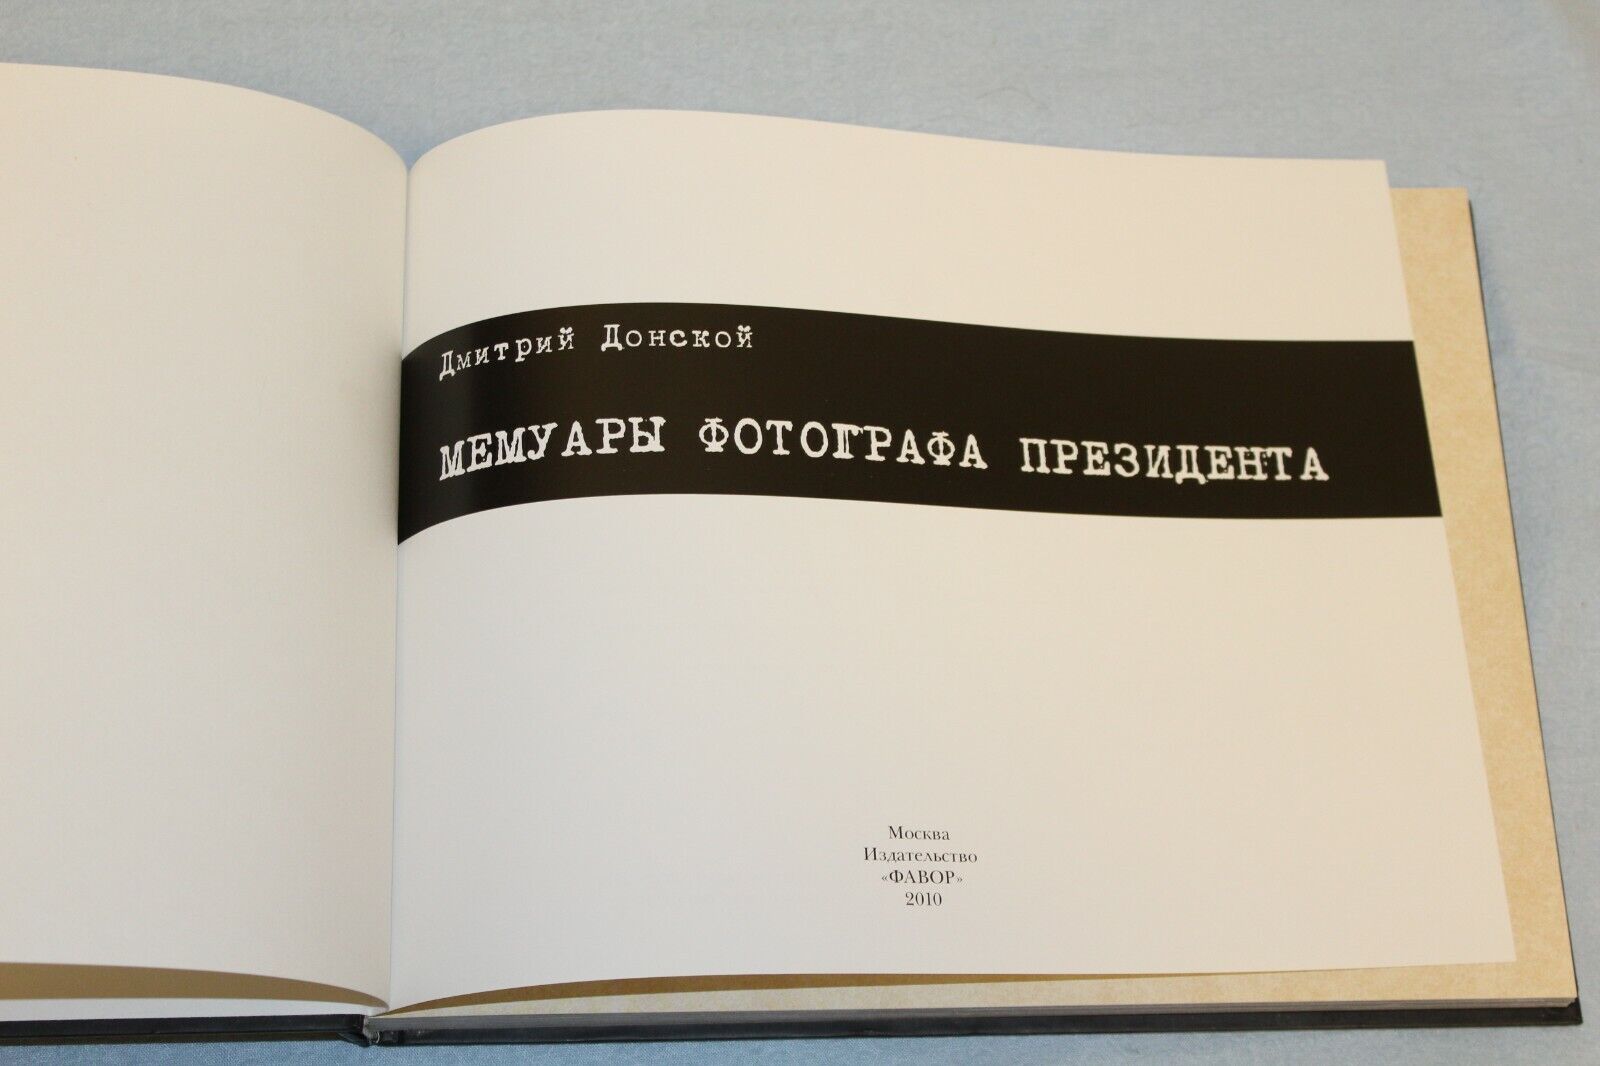 Дмитрий Донской
МЕМУАРЫ ФОТОГРАФА ПРЕЗИДЕНТА
Москва
Издательство
«ФАВОР»
2010